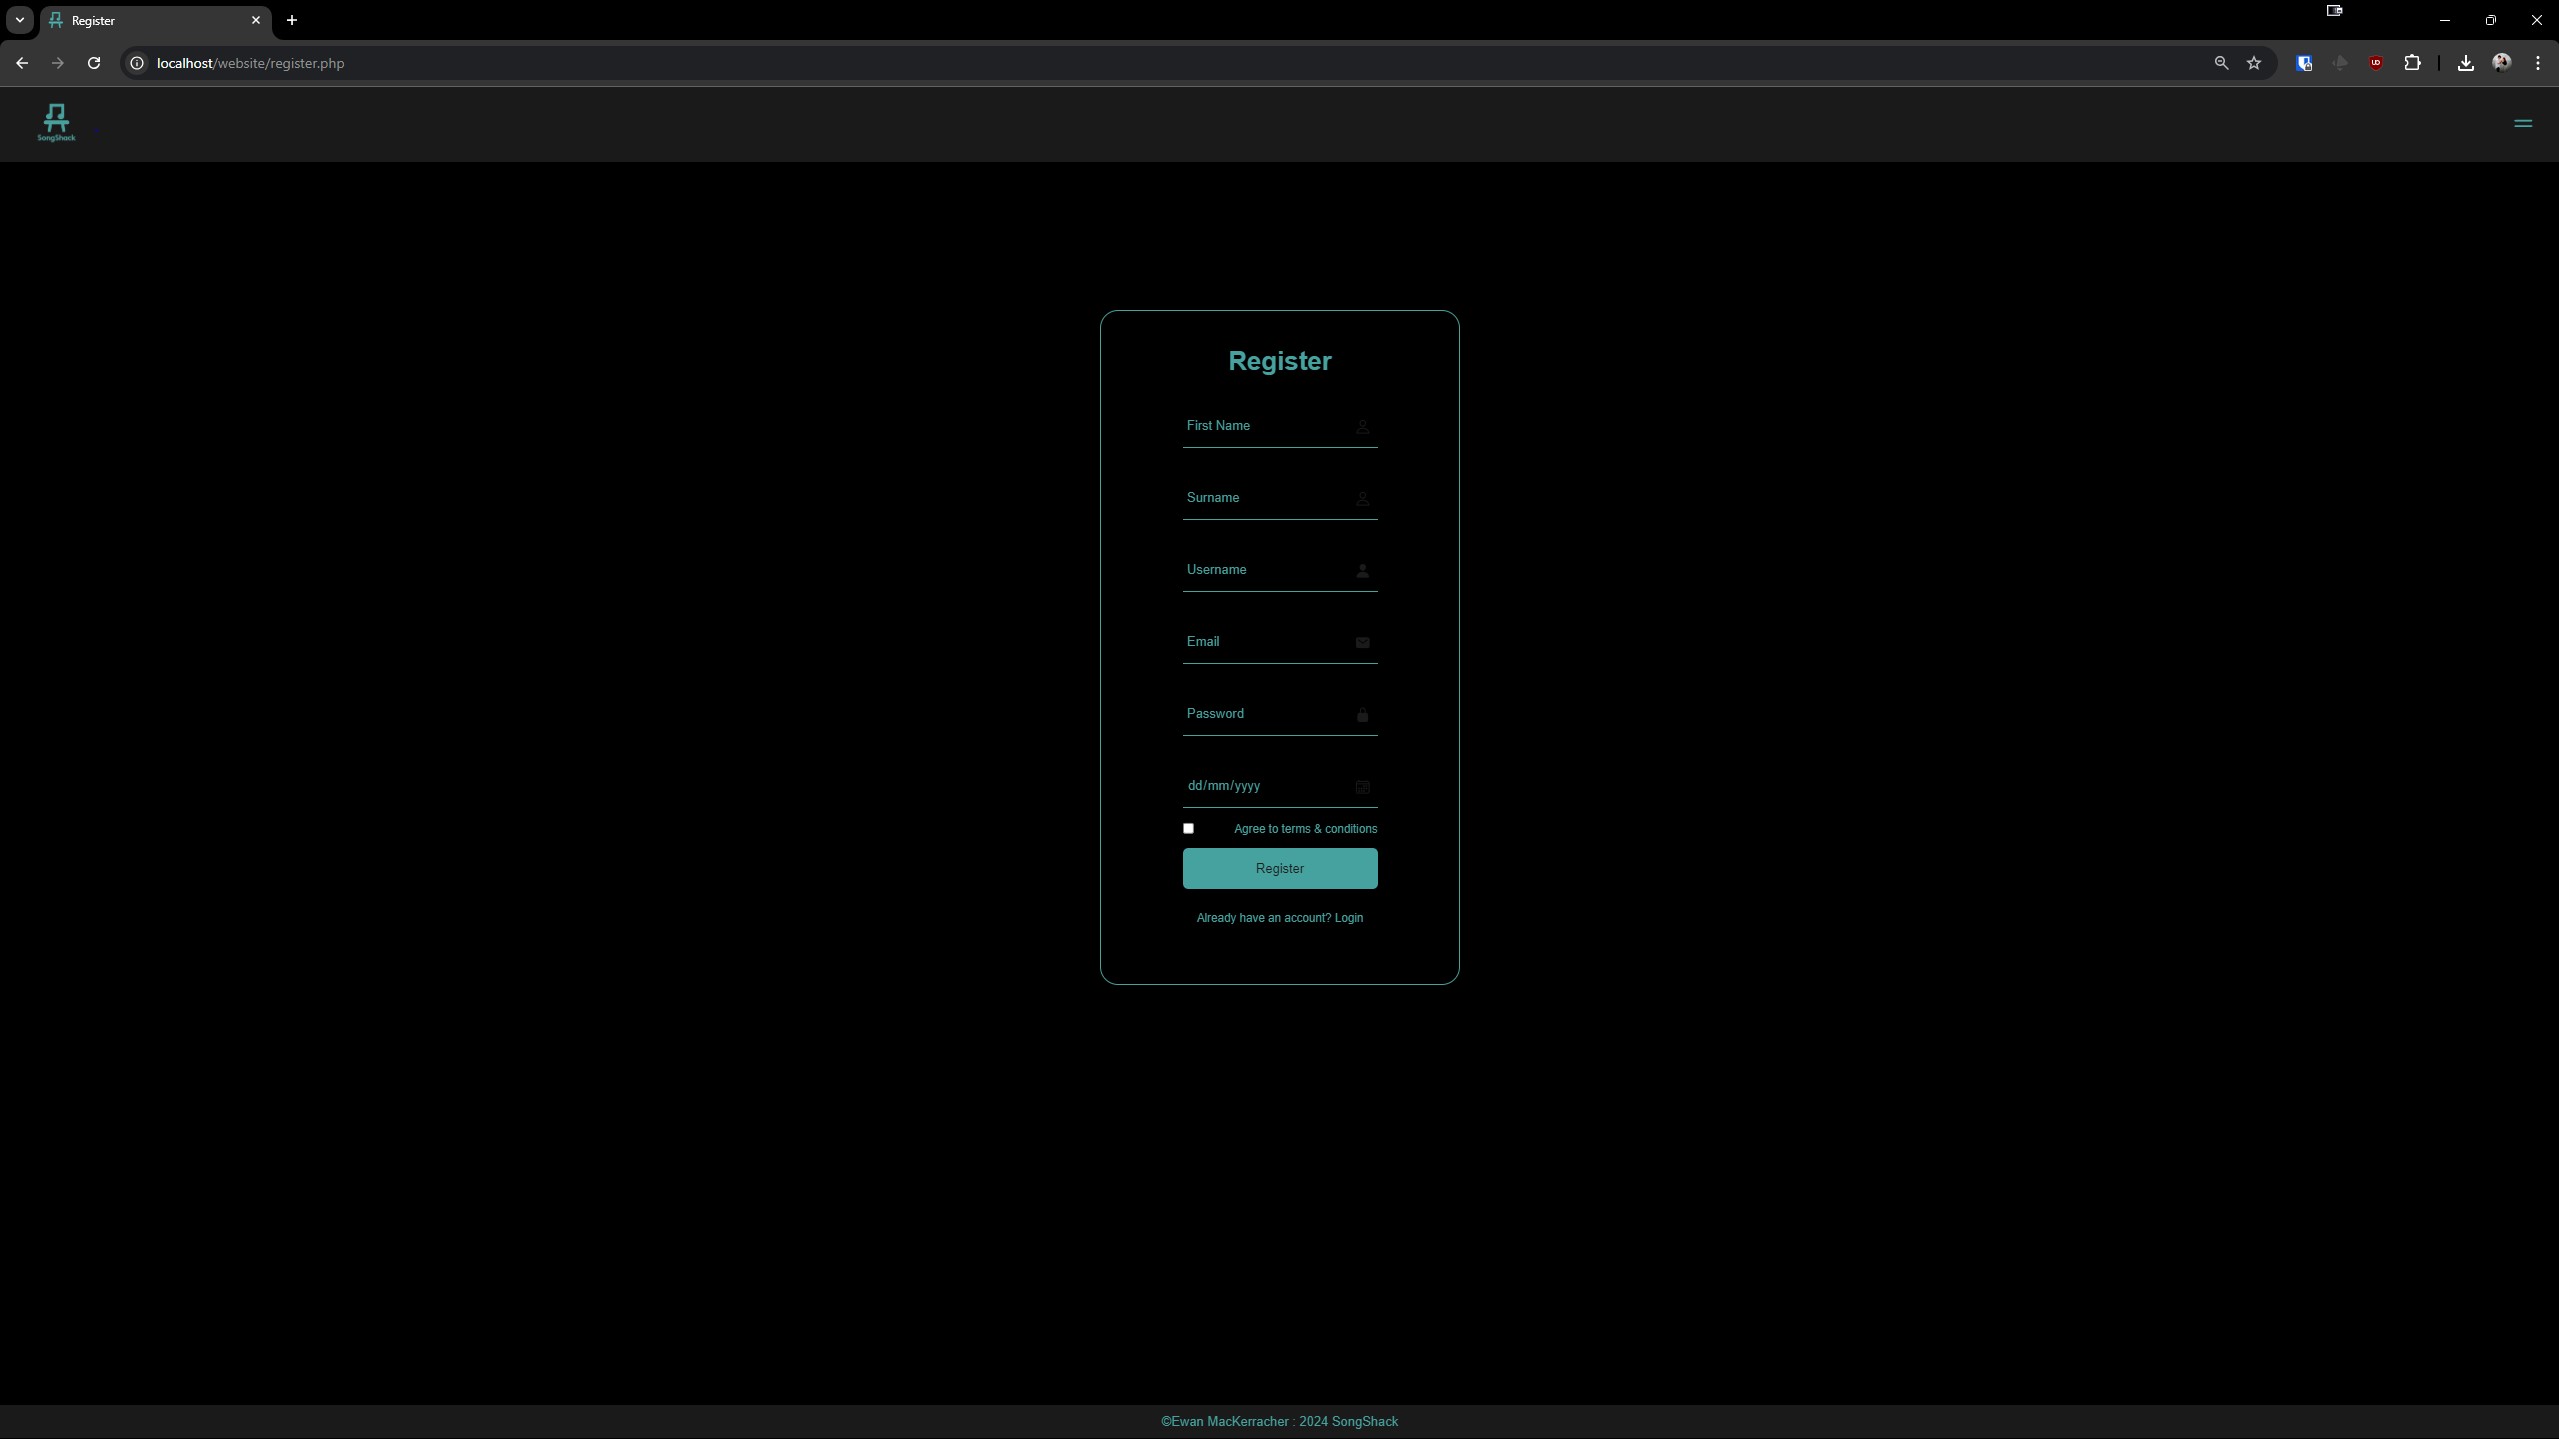 Register
localhost/website/register.php
SongShack
Register
First Name
Surname
Username
Email
Password
dd/mm/yyyy
Agree to terms & conditions
Register
Already have an account? Login
©Ewan MacKerracher : 2024 SongShack